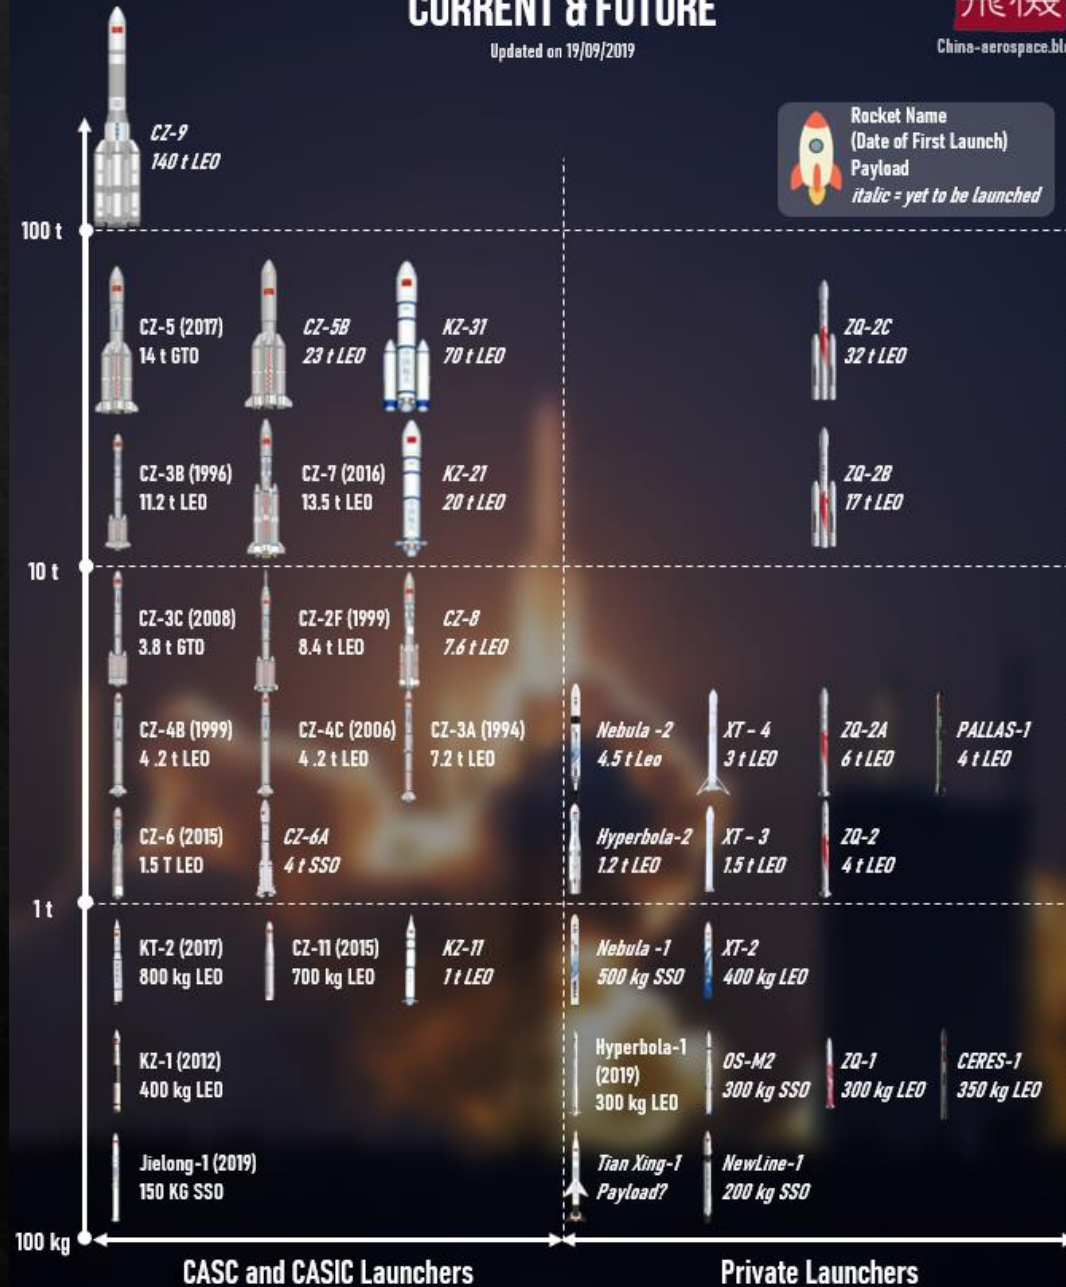 CURRENT & FUTURE
Updated on 19/09/2019
飛機
China-aerospace.blo
Rocket Name
(Date of First Launch)
Payload
italic = yet to be launched
CZ-9
140 t LEO
100 t
CZ-5 (2017)
14 t GTO
CZ-5B
23 t LEO
KZ-31
70 t LEO
ZQ-2C
32 t LEO
CZ-3B (1996)
11.2 t LEO
CZ-7 (2016)
13.5 t LEO
KZ-21
20 t LEO
ZQ-2B
17 t LEO
10 t
CZ-3C (2008)
3.8 t GTO
CZ-2F (1999)
8.4 t LEO
CZ-8
7.6 t LEO
CZ-4B (1999)
4 .2 t LEO
CZ-4C (2006)
4 .2 t LEO
CZ-3A (1994)
7.2 t LEO
Nebula -2
4.5 t Leo
XT - 4
3 t LEO
ZQ-2A
6 t LEO
PALLAS-1
4 t LEO
CZ-6 (2015)
1.5 T LEO
CZ-6A
4 t SSO
Hyperbola-2
1.2 t LEO
XT - 3
1.5 t LEO
ZQ-2
4 t LEO
1 t
KT-2 (2017)
800 kg LEO
CZ-11 (2015)
700 kg LEO
KZ-11
1 t LEO
Nebula -1
500 kg SSO
XT-2
400 kg LEO
KZ-1 (2012)
400 kg LEO
Hyperbola-1
(2019)
300 kg LEO
OS-M2
300 kg SSO
ZQ-1
300 kg LEO
CERES-1
350 kg LEO
Jielong-1 (2019)
150 KG SSO
Tian Xing-1
Payload?
NewLine-1
200 kg SSO
100 kg
CASC and CASIC Launchers
Private Launchers